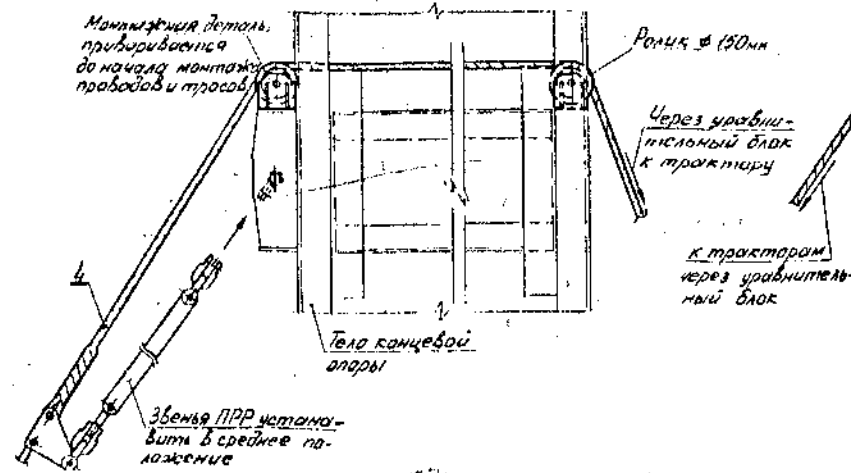 Монтажная деталь,
приваривается
до начала монтажа
проводов и тросов
Ролик ⌀ 150мм
Через уравни-
тельный блок
к трактору
к тракторам
через уравнитель-
ный блок
4
Тело концевой
опоры
Звенья ПРР устана-
вить в среднее по-
ложение